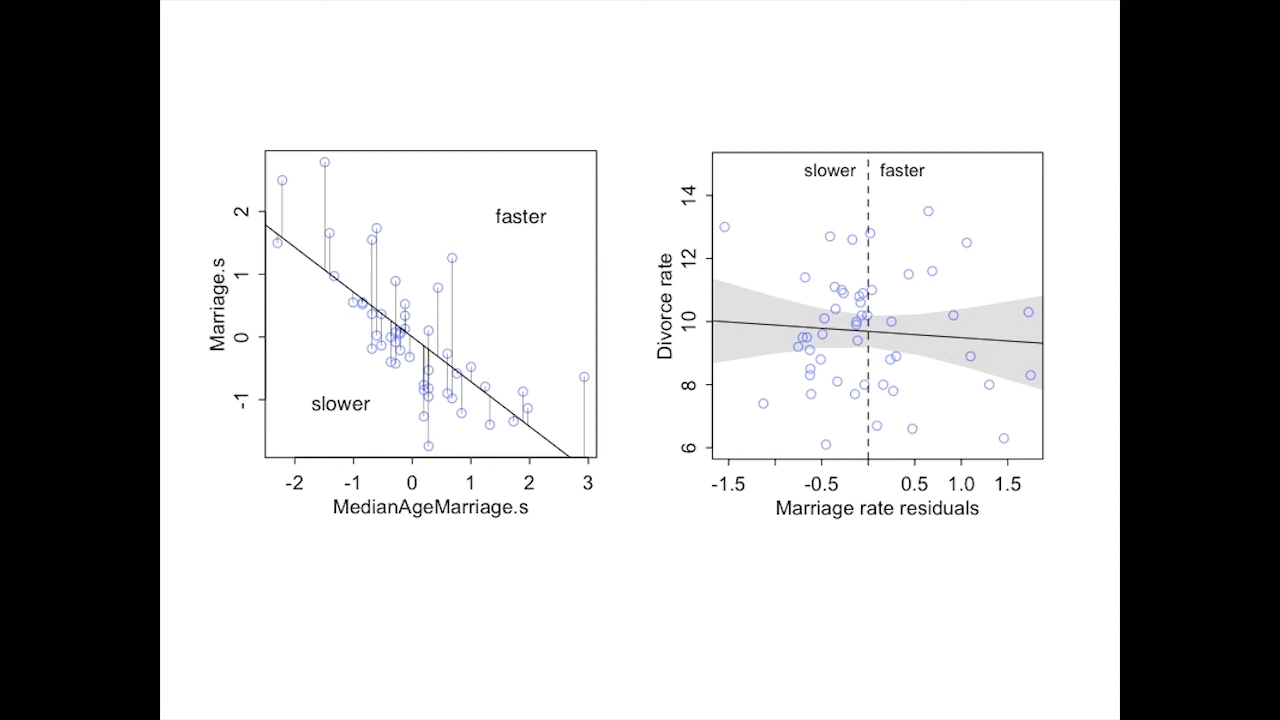 faster
slower
Marriage.s
2
1
0
-1
-2
-1
0
1
2
3
MedianAgeMarriage.s
slower
faster
Divorce rate
14
12
10
8
6
-1.5
-0.5
0.5
1.0
1.5
Marriage rate residuals